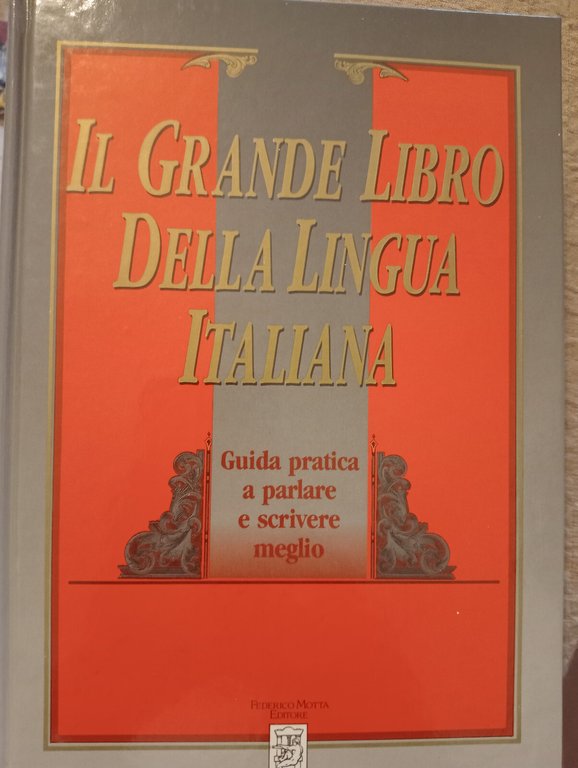 IL GRANDE LIBRO
DELLA LINGUA
ITALIANA
Guida pratica
a parlare
e scrivere
meglio
FEDERICO MOTTA
EDITORE